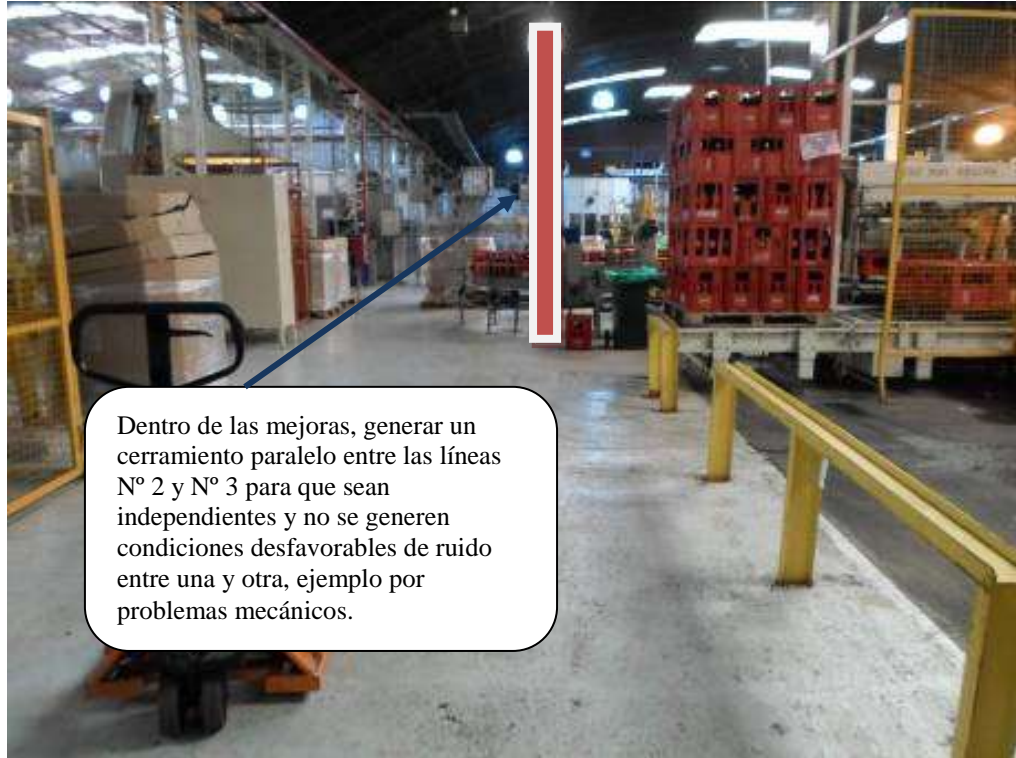 Dentro de las mejoras, generar un
cerramiento paralelo entre las líneas
Nº 2 y Nº 3 para que sean
independientes y no se generen
condiciones desfavorables de ruido
entre una y otra, ejemplo por
problemas mecánicos.